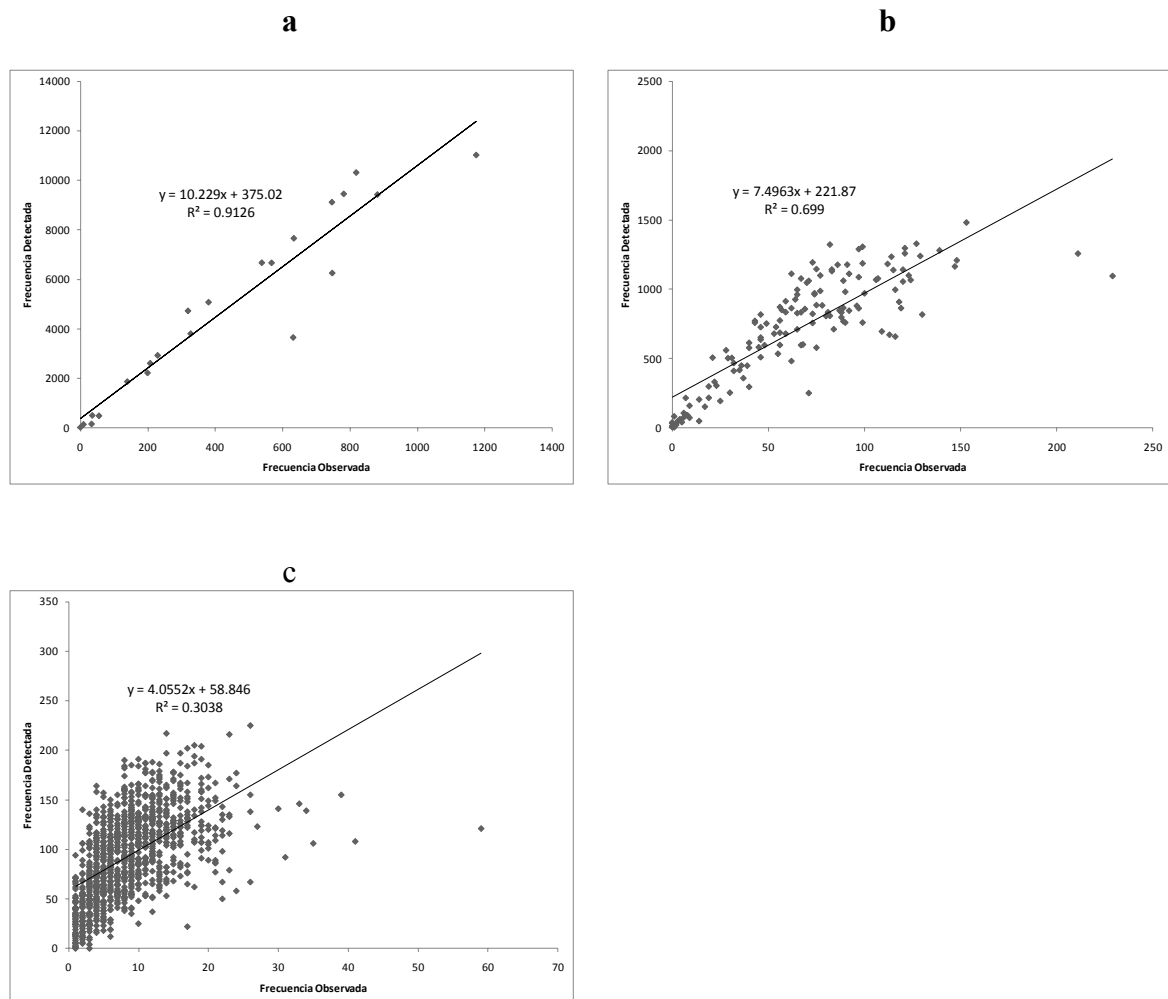 a
14000
12000
10000
8000
6000
4000
2000
0
Frecuencia Detectada
y = 10.229x + 375.02
R² = 0.9126
0 200 400 600 800 1000 1200 1400
Frecuencia Observada
b
2500
2000
1500
1000
500
0
Frecuencia Detectada
y = 7.4963x + 221.87
R² = 0.699
0 50 100 150 200 250
Frecuencia Observada
c
350
300
250
200
150
100
50
0
Frecuencia Detectada
y = 4.0552x + 58.846
R² = 0.3038
0 10 20 30 40 50 60 70
Frecuencia Observada